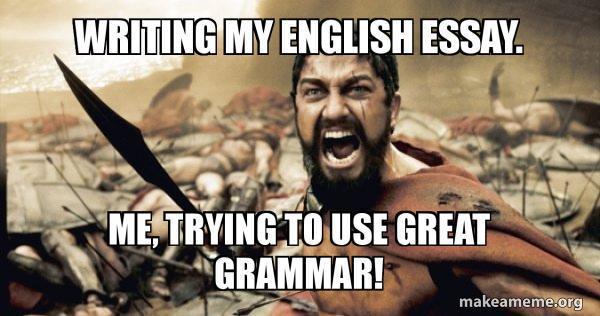 WRITING MY ENGLISH ESSAY.
ME, TRYING TO USE GREAT
GRAMMAR!
makeameme.org